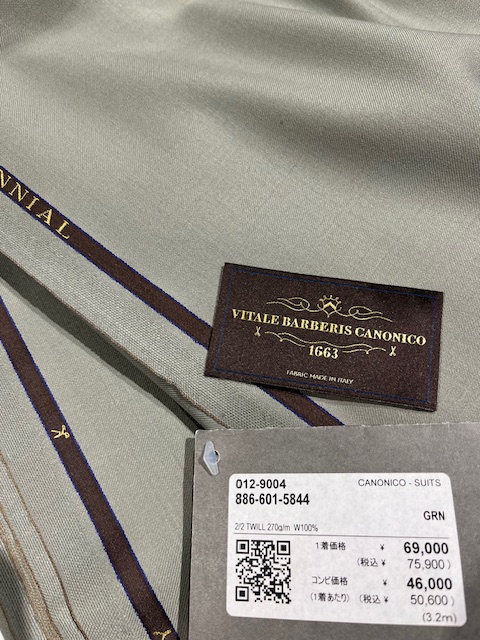 NNIAL
VITALE BARBERIS CANONICO
1663
FABRIC MADE IN ITALY
012-9004 CANONICO - SUITS
886-601-5844
GRN
2/2 TWILL 270g/m W100%
1着価格 ¥ 69,000
(税込 ¥ 75,900)
コンビ価格 ¥ 46,000
(1着あたり) (税込 ¥ 50,600)
(3.2m)